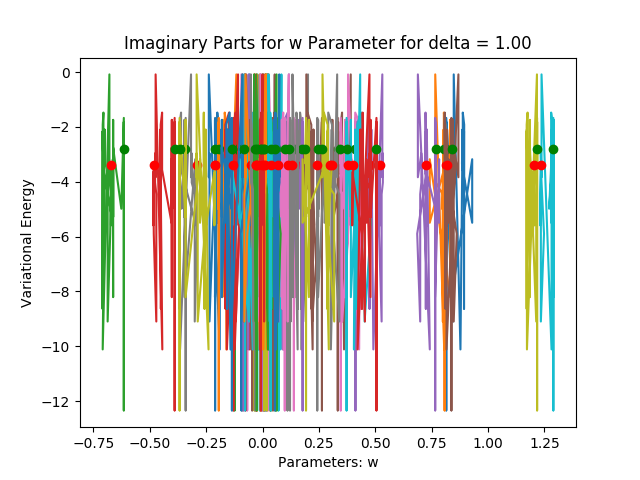 Imaginary Parts for w Parameter for delta = 1.00
Variational Energy
0
−2
−4
−6
−8
−10
−12
−0.75 −0.50 −0.25 0.00 0.25 0.50 0.75 1.00 1.25
Parameters: w